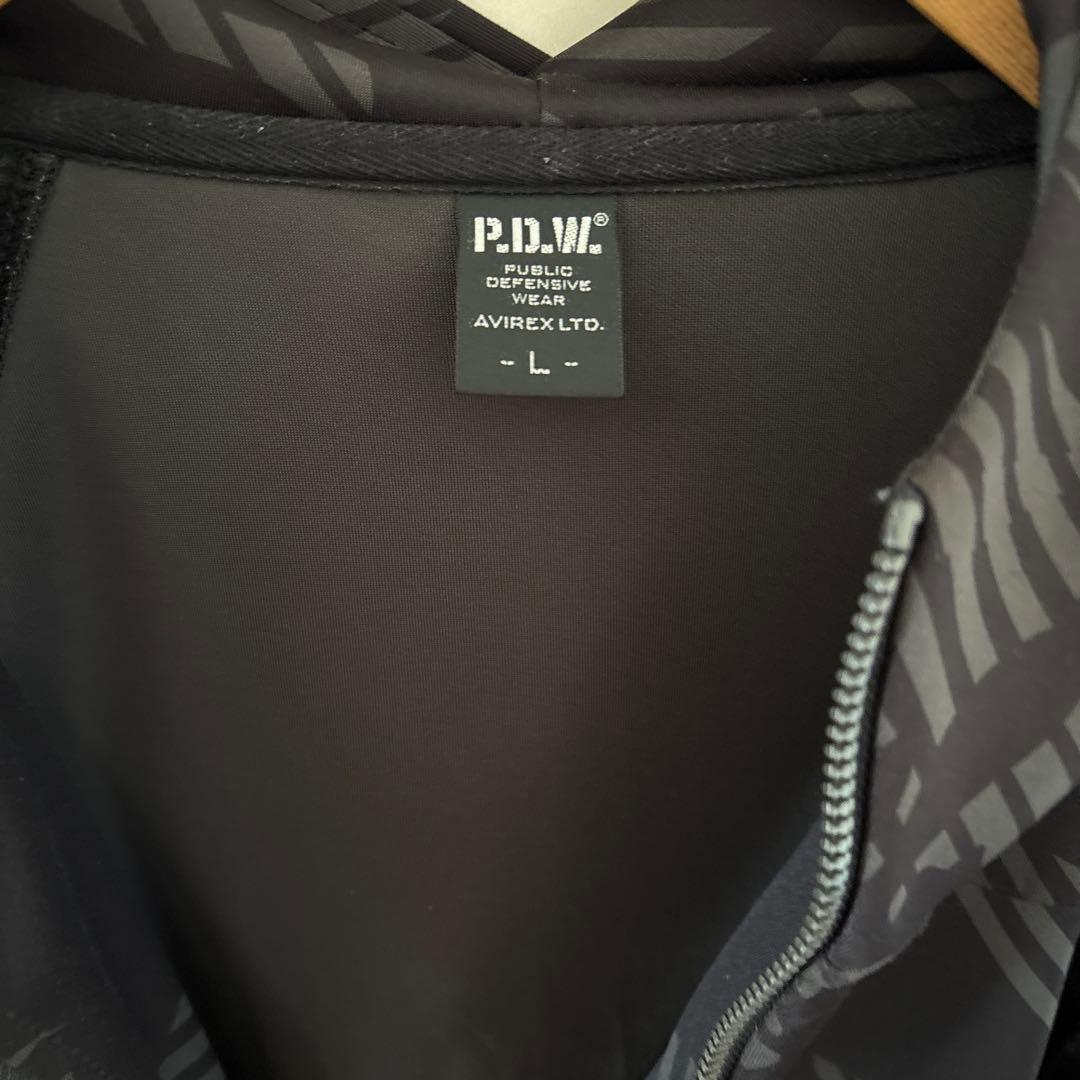 P.D.W.®
PUBLIC
DEFENSIVE
WEAR
AVIREX LTD.
- L -